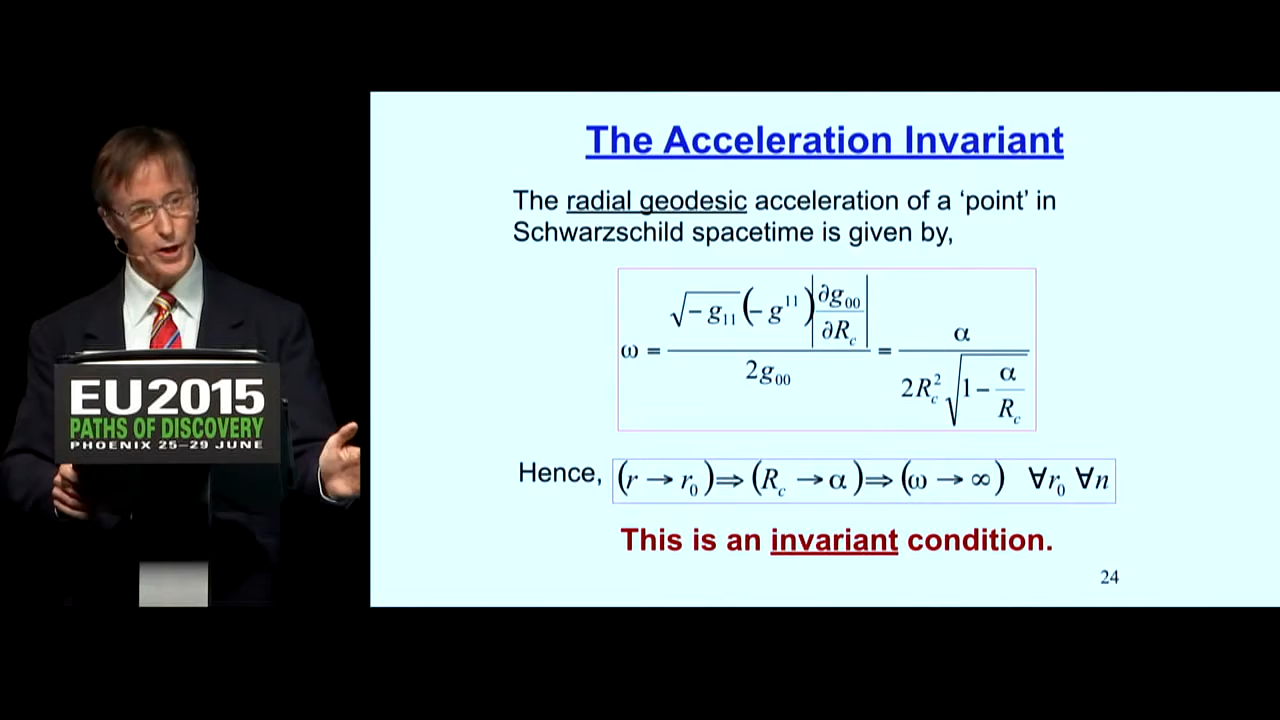 EU2015
PATHS OF DISCOVERY
PHOENIX 25–29 JUNE
The Acceleration Invariant
The radial geodesic acceleration of a ‘point’ in
Schwarzschild spacetime is given by,
ω = √−g₁₁ (−g¹¹) |∂g₀₀/∂R_c| / 2g₀₀ = α / 2R_c² √1 − α/R_c
Hence, (r → r₀) ⇒ (R_c → α) ⇒ (ω → ∞) ∀r₀ ∀n
This is an invariant condition.
24